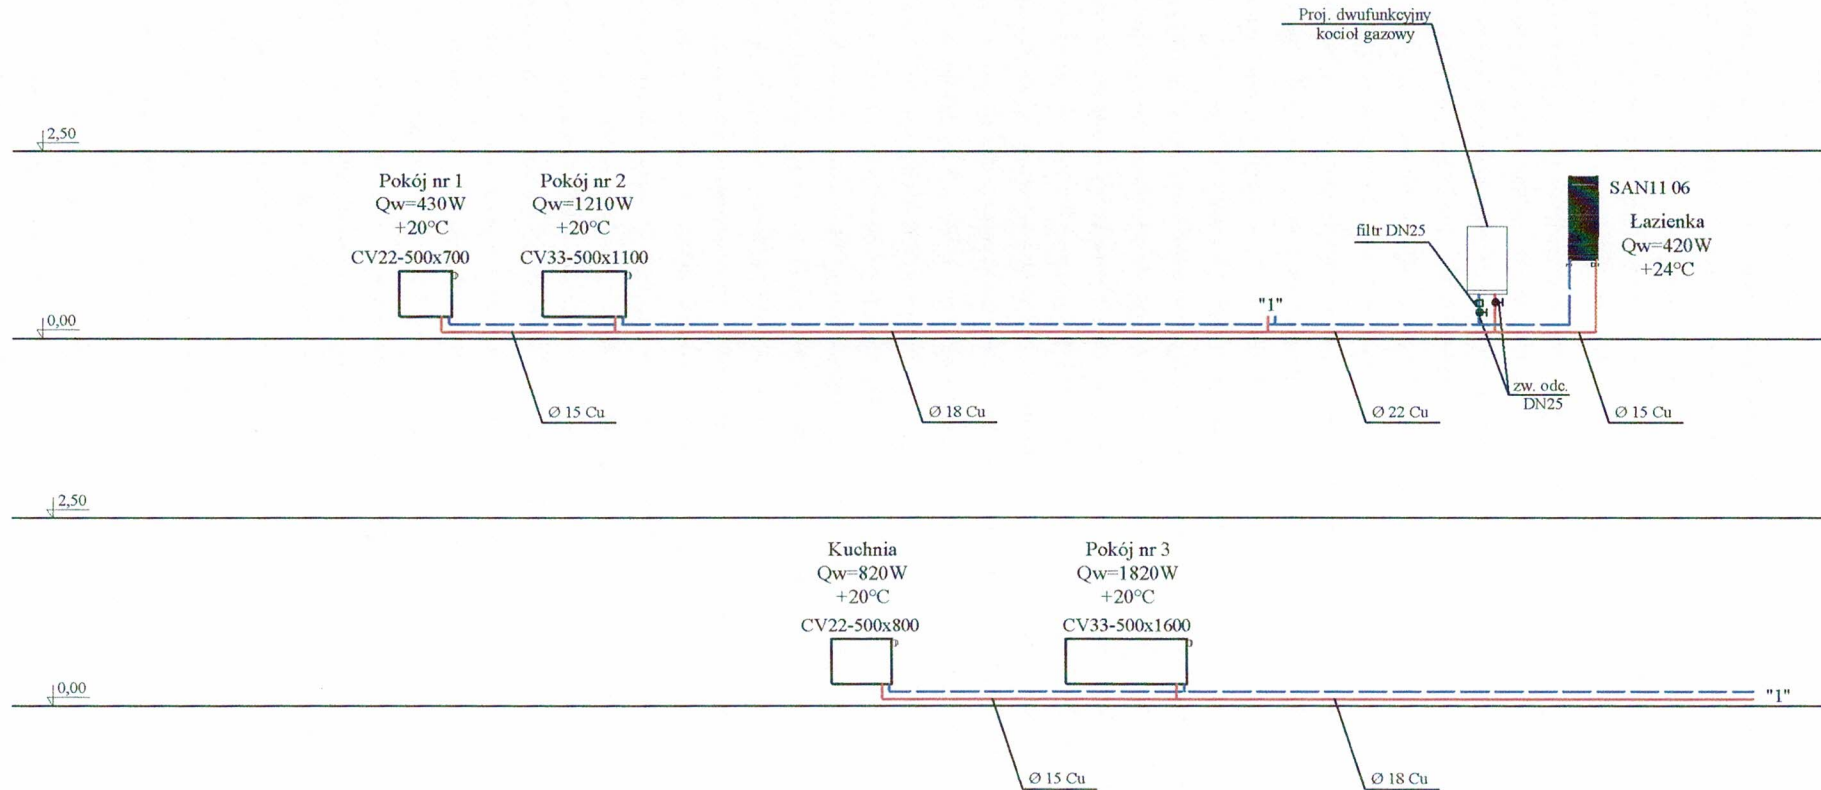 Proj. dwufunkcyjny
kocioł gazowy
2,50
Pokój nr 1
Qw=430W
+20°C
CV22-500x700
Pokój nr 2
Qw=1210W
+20°C
CV33-500x1100
SAN11 06
Łazienka
Qw=420W
+24°C
filtr DN25
"1"
0,00
zw. odc.
DN25
Ø 15 Cu
Ø 18 Cu
Ø 22 Cu
Ø 15 Cu
2,50
Kuchnia
Qw=820W
+20°C
CV22-500x800
Pokój nr 3
Qw=1820W
+20°C
CV33-500x1600
0,00
"1"
Ø 15 Cu
Ø 18 Cu